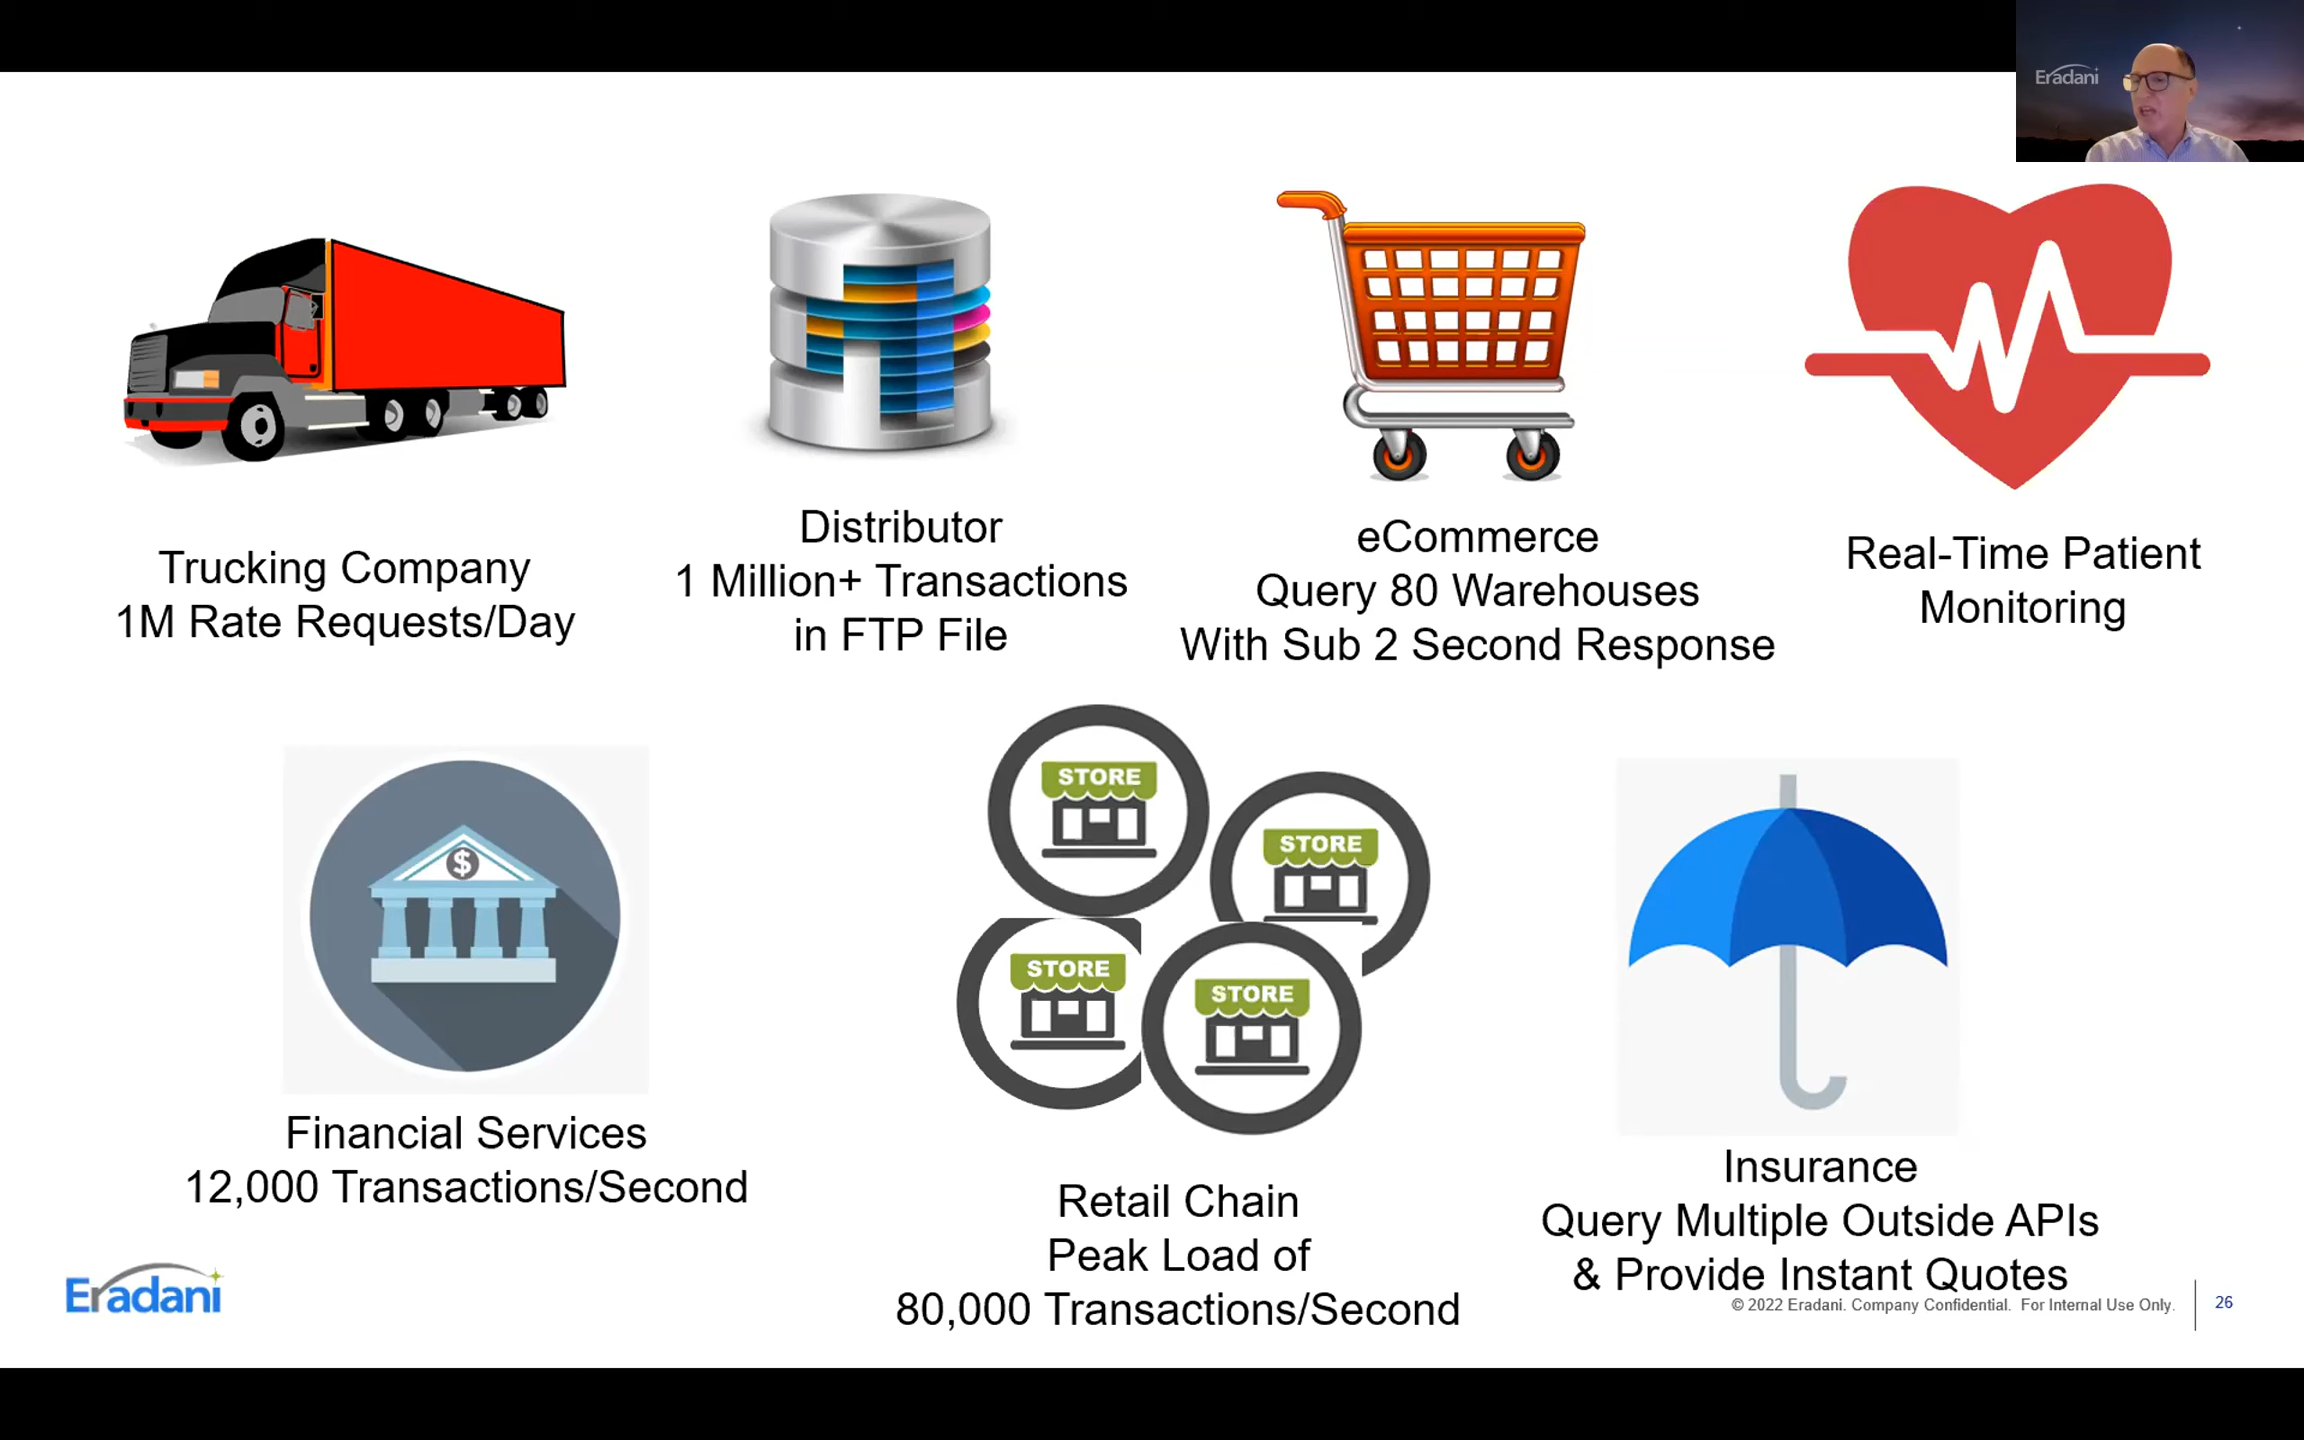 Eradani
Trucking Company
1M Rate Requests/Day
Distributor
1 Million+ Transactions
in FTP File
eCommerce
Query 80 Warehouses
With Sub 2 Second Response
Real-Time Patient
Monitoring
$
Financial Services
12,000 Transactions/Second
STORE
STORE
STORE
STORE
Retail Chain
Peak Load of
80,000 Transactions/Second
Insurance
Query Multiple Outside APIs
& Provide Instant Quotes
Eradani
© 2022 Eradani. Company Confidential. For Internal Use Only.
26